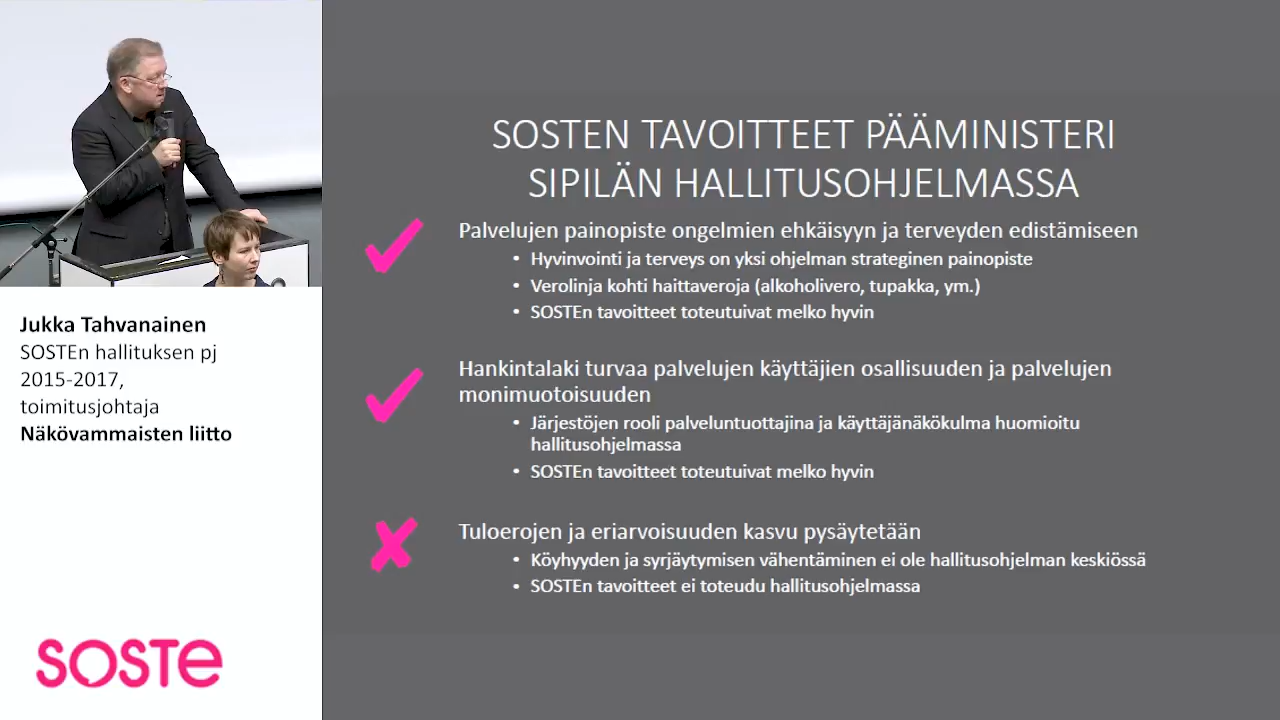 SOSTEN TAVOITTEET PÄÄMINISTERI
SIPILÄN HALLITUSOHJELMASSA
Palvelujen painopiste ongelmien ehkäisyyn ja terveyden edistämiseen
• Hyvinvointi ja terveys on yksi ohjelman strateginen painopiste
• Verolinja kohti haittaveroja (alkoholivero, tupakka, ym.)
• SOSTEn tavoitteet toteutuivat melko hyvin
Hankintalaki turvaa palvelujen käyttäjien osallisuuden ja palvelujen
monimuotoisuuden
• Järjestöjen rooli palveluntuottajina ja käyttäjänäkökulma huomioitu
hallitusohjelmassa
• SOSTEn tavoitteet toteutuivat melko hyvin
Tuloerojen ja eriarvoisuuden kasvu pysäytetään
• Köyhyyden ja syrjäytymisen vähentäminen ei ole hallitusohjelman keskiössä
• SOSTEn tavoitteet ei toteudu hallitusohjelmassa
Jukka Tahvanainen
SOSTEn hallituksen pj
2015-2017,
toimitusjohtaja
Näkövammaisten liitto
SOSTE